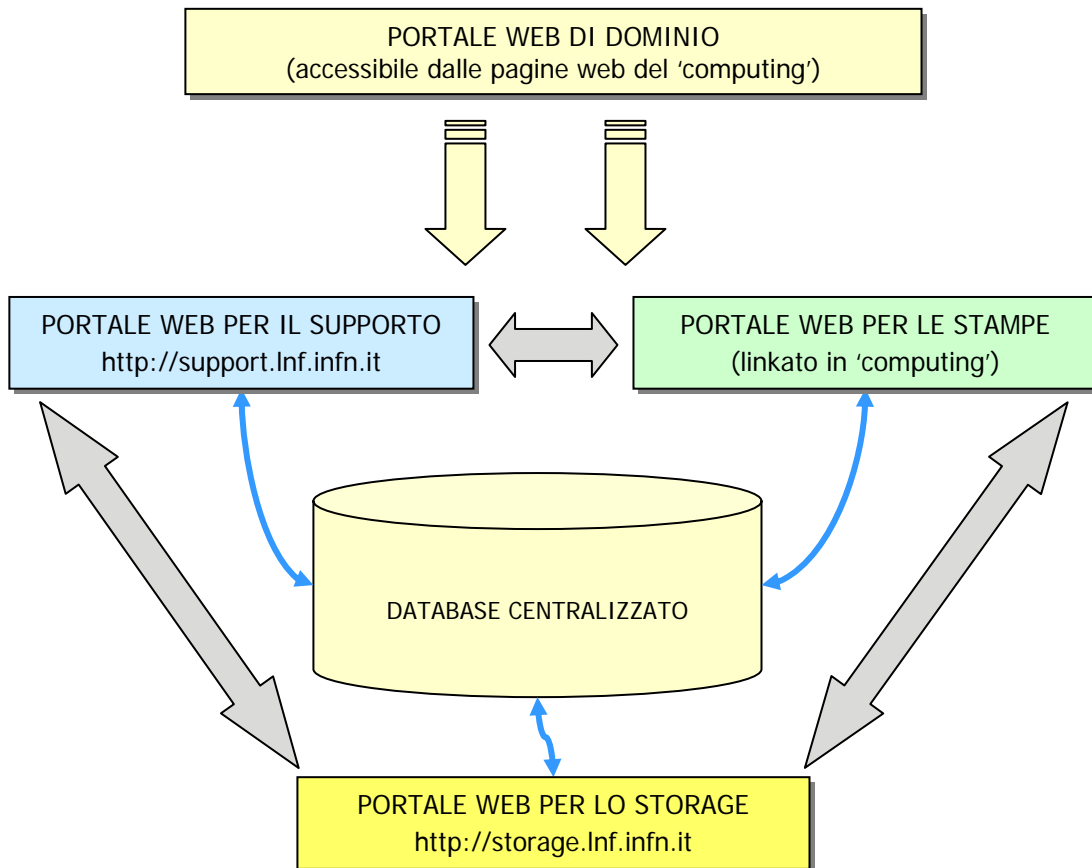 PORTALE WEB DI DOMINIO
(accessibile dalle pagine web del ‘computing’)
PORTALE WEB PER IL SUPPORTO
http://support.lnf.infn.it
PORTALE WEB PER LE STAMPE
(linkato in ‘computing’)
DATABASE CENTRALIZZATO
PORTALE WEB PER LO STORAGE
http://storage.lnf.infn.it